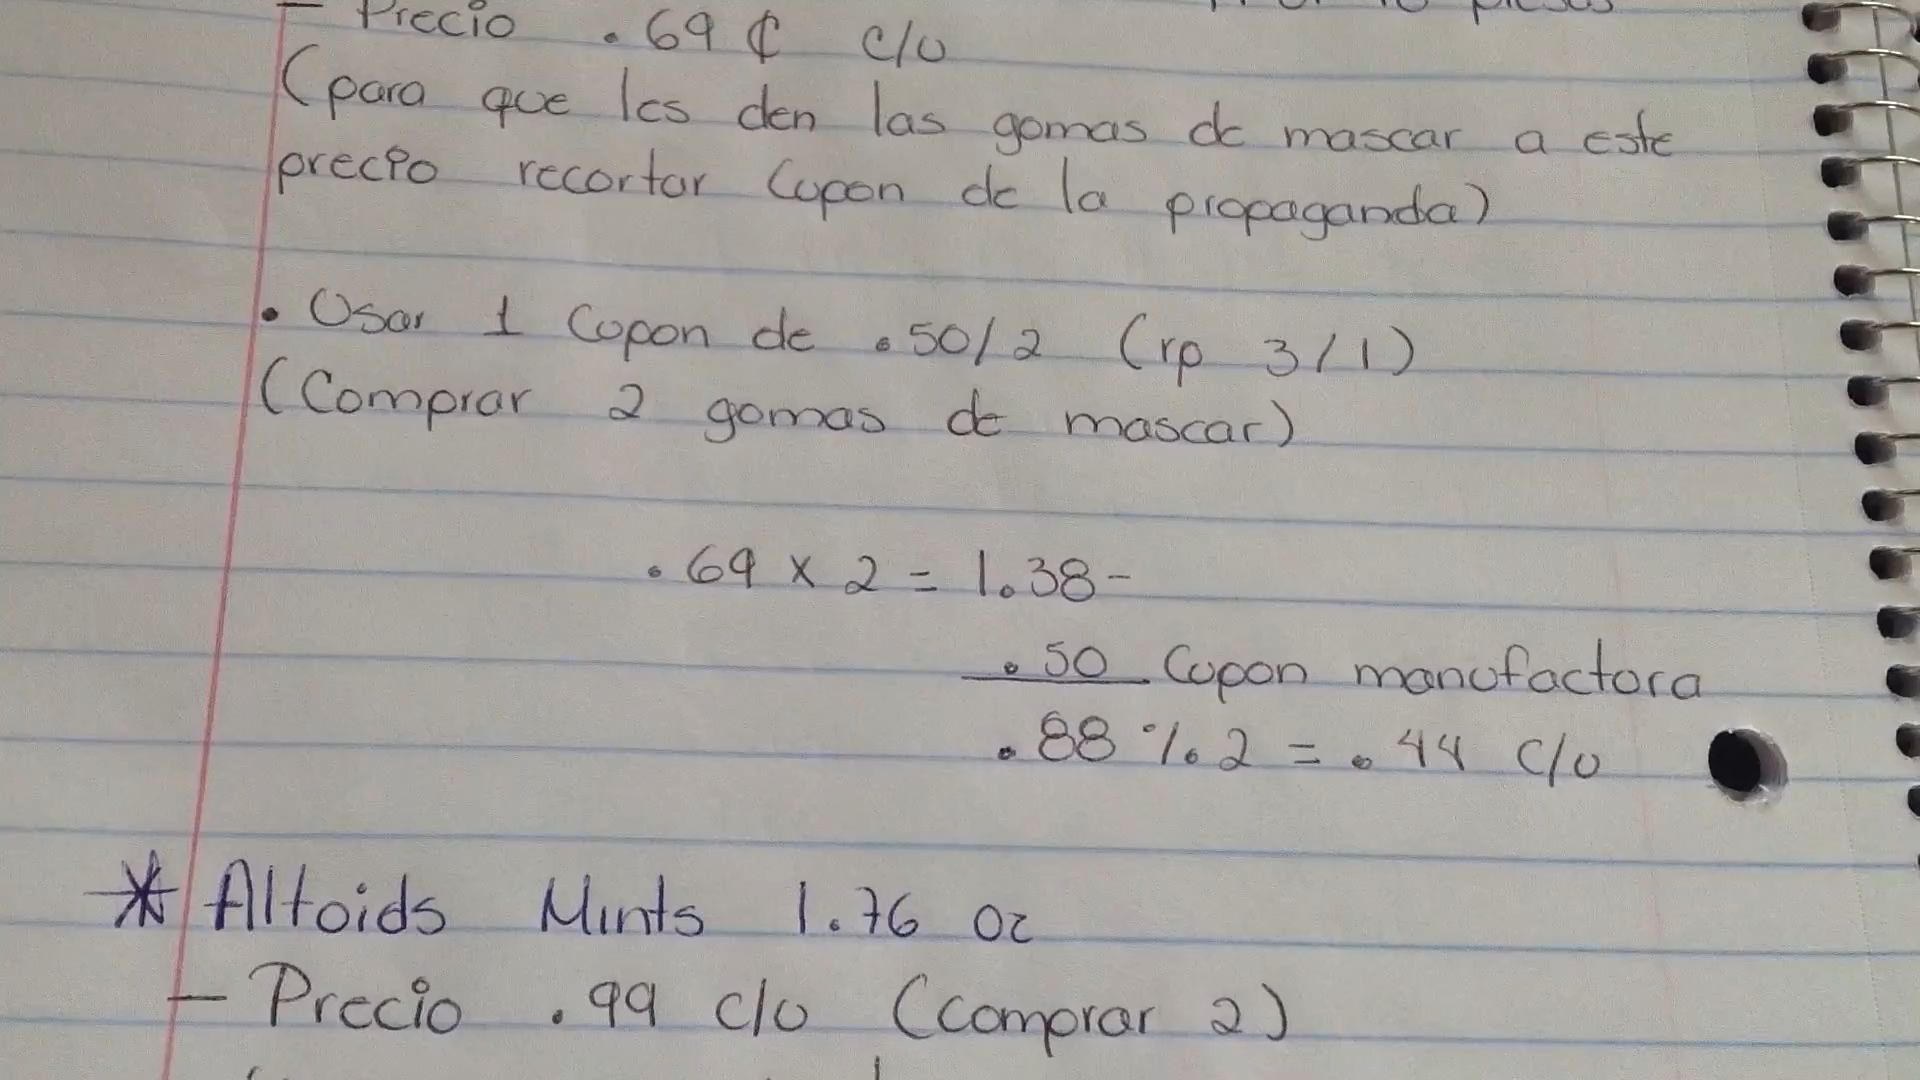 - Precio .69 ¢ c/u
(para que les den las gomas de mascar a este
precio recortar Cupon de la propaganda)
• Usar 1 Cupon de .50/2 (rp 3/1)
(Comprar 2 gomas de mascar)
.69 x 2 = 1.38-
.50 Cupon manufactora
.88 % 2 = .44 c/u
* Altoids Mints 1.76 oz
- Precio .99 c/u (comprar 2)